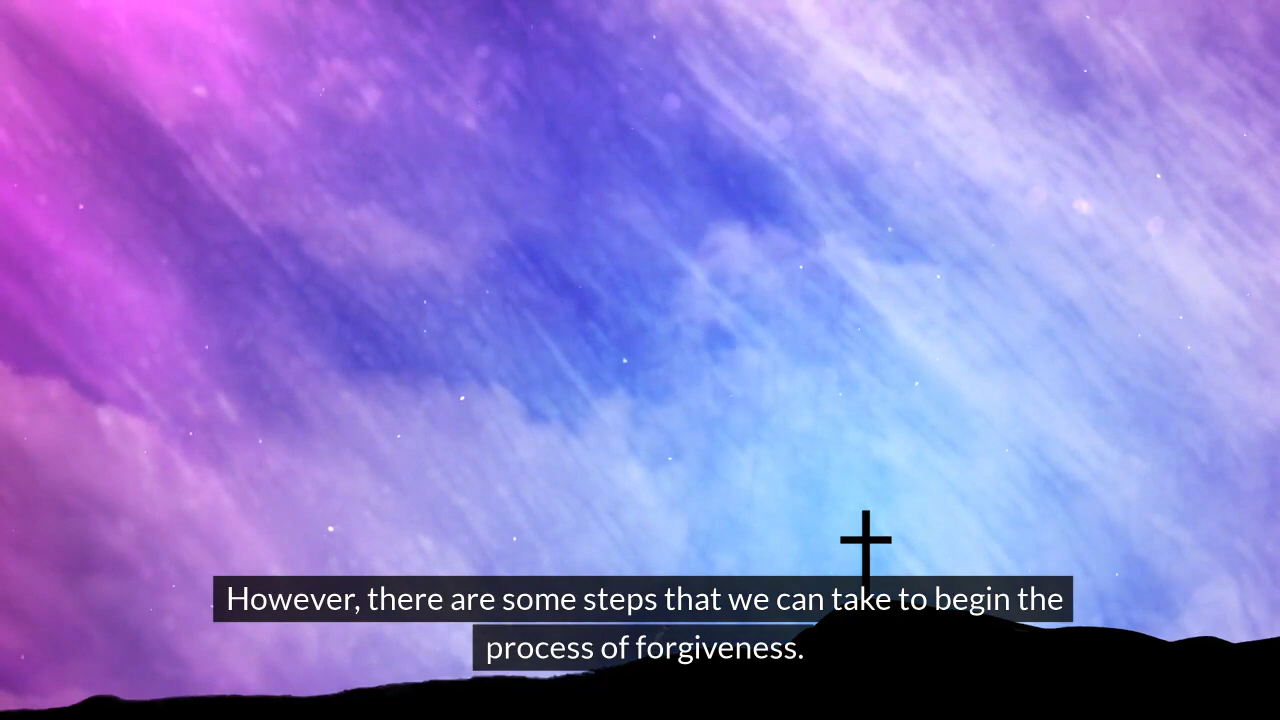 However, there are some steps that we can take to begin the
process of forgiveness.